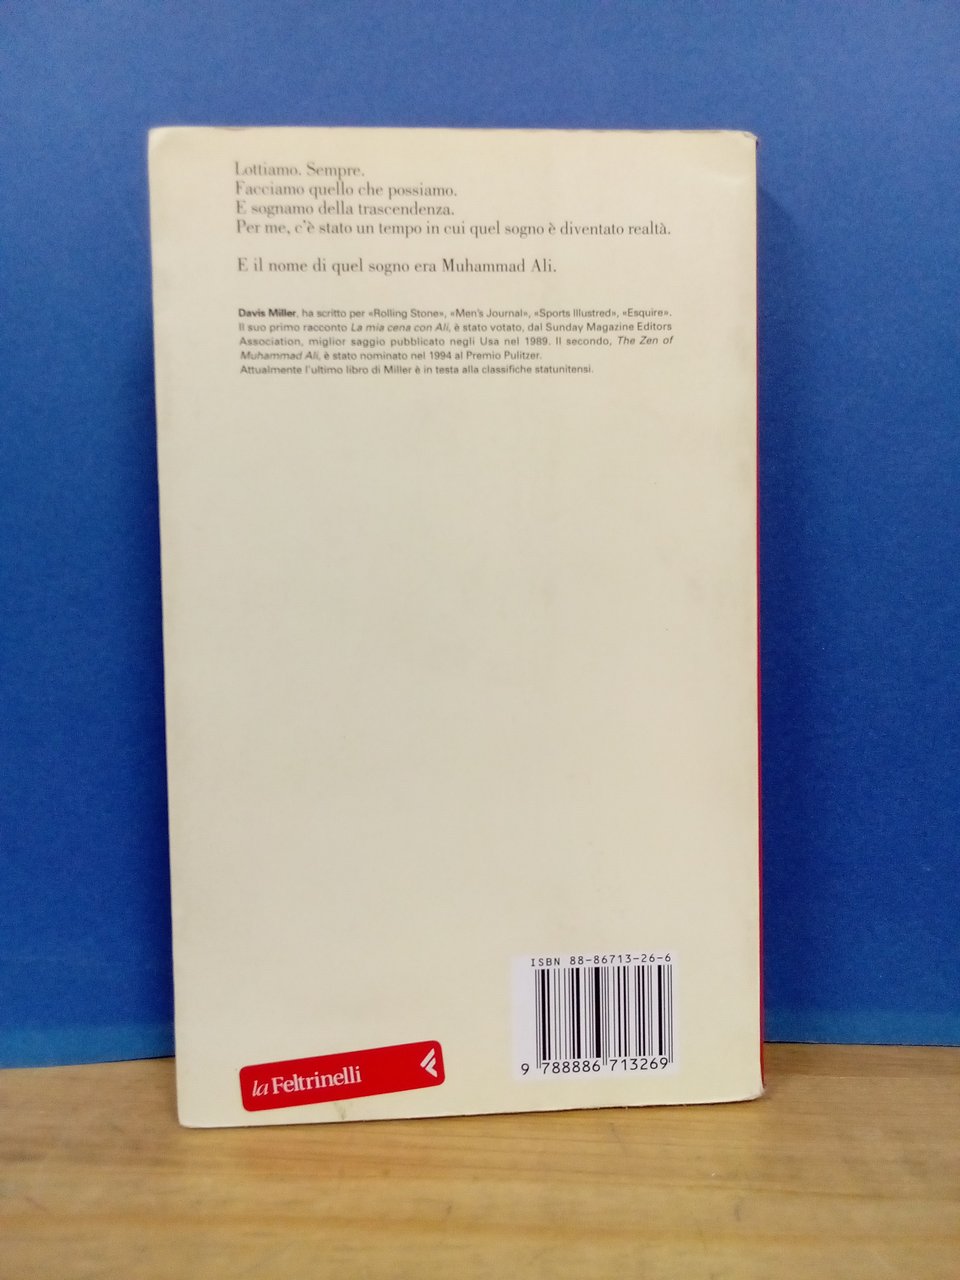 Lottiamo. Sempre.
Facciamo quello che possiamo.
E sognamo della trascendenza.
Per me, c'è stato un tempo in cui quel sogno è diventato realtà.
E il nome di quel sogno era Muhammad Ali.
Davis Miller, ha scritto per «Rolling Stone», «Men's Journal», «Sports Illustred», «Esquire».
Il suo primo racconto La mia cena con Ali, è stato votato, dal Sunday Magazine Editors
Association, miglior saggio pubblicato negli Usa nel 1989. Il secondo, The Zen of
Muhammad Ali, è stato nominato nel 1994 al Premio Pulitzer.
Attualmente l'ultimo libro di Miller è in testa alla classifiche statunitensi.
ISBN 88-86713-26-6
9 788886 713269
la Feltrinelli